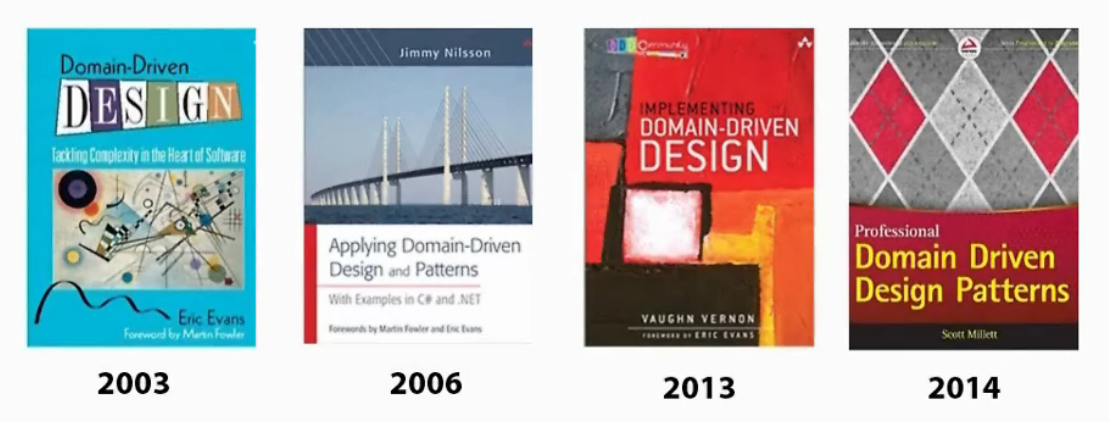 Domain-Driven
DESIGN
Tackling Complexity in the Heart of Software
Eric Evans
Foreword by Martin Fowler
2003
Jimmy Nilsson
Applying Domain-Driven
Design and Patterns
With Examples in C# and .NET
Forewords by Martin Fowler and Eric Evans
2006
DDD Community
IMPLEMENTING
DOMAIN-DRIVEN
DESIGN
VAUGHN VERNON
FOREWORD BY ERIC EVANS
2013
Professional
Domain Driven
Design Patterns
Scott Millett
2014